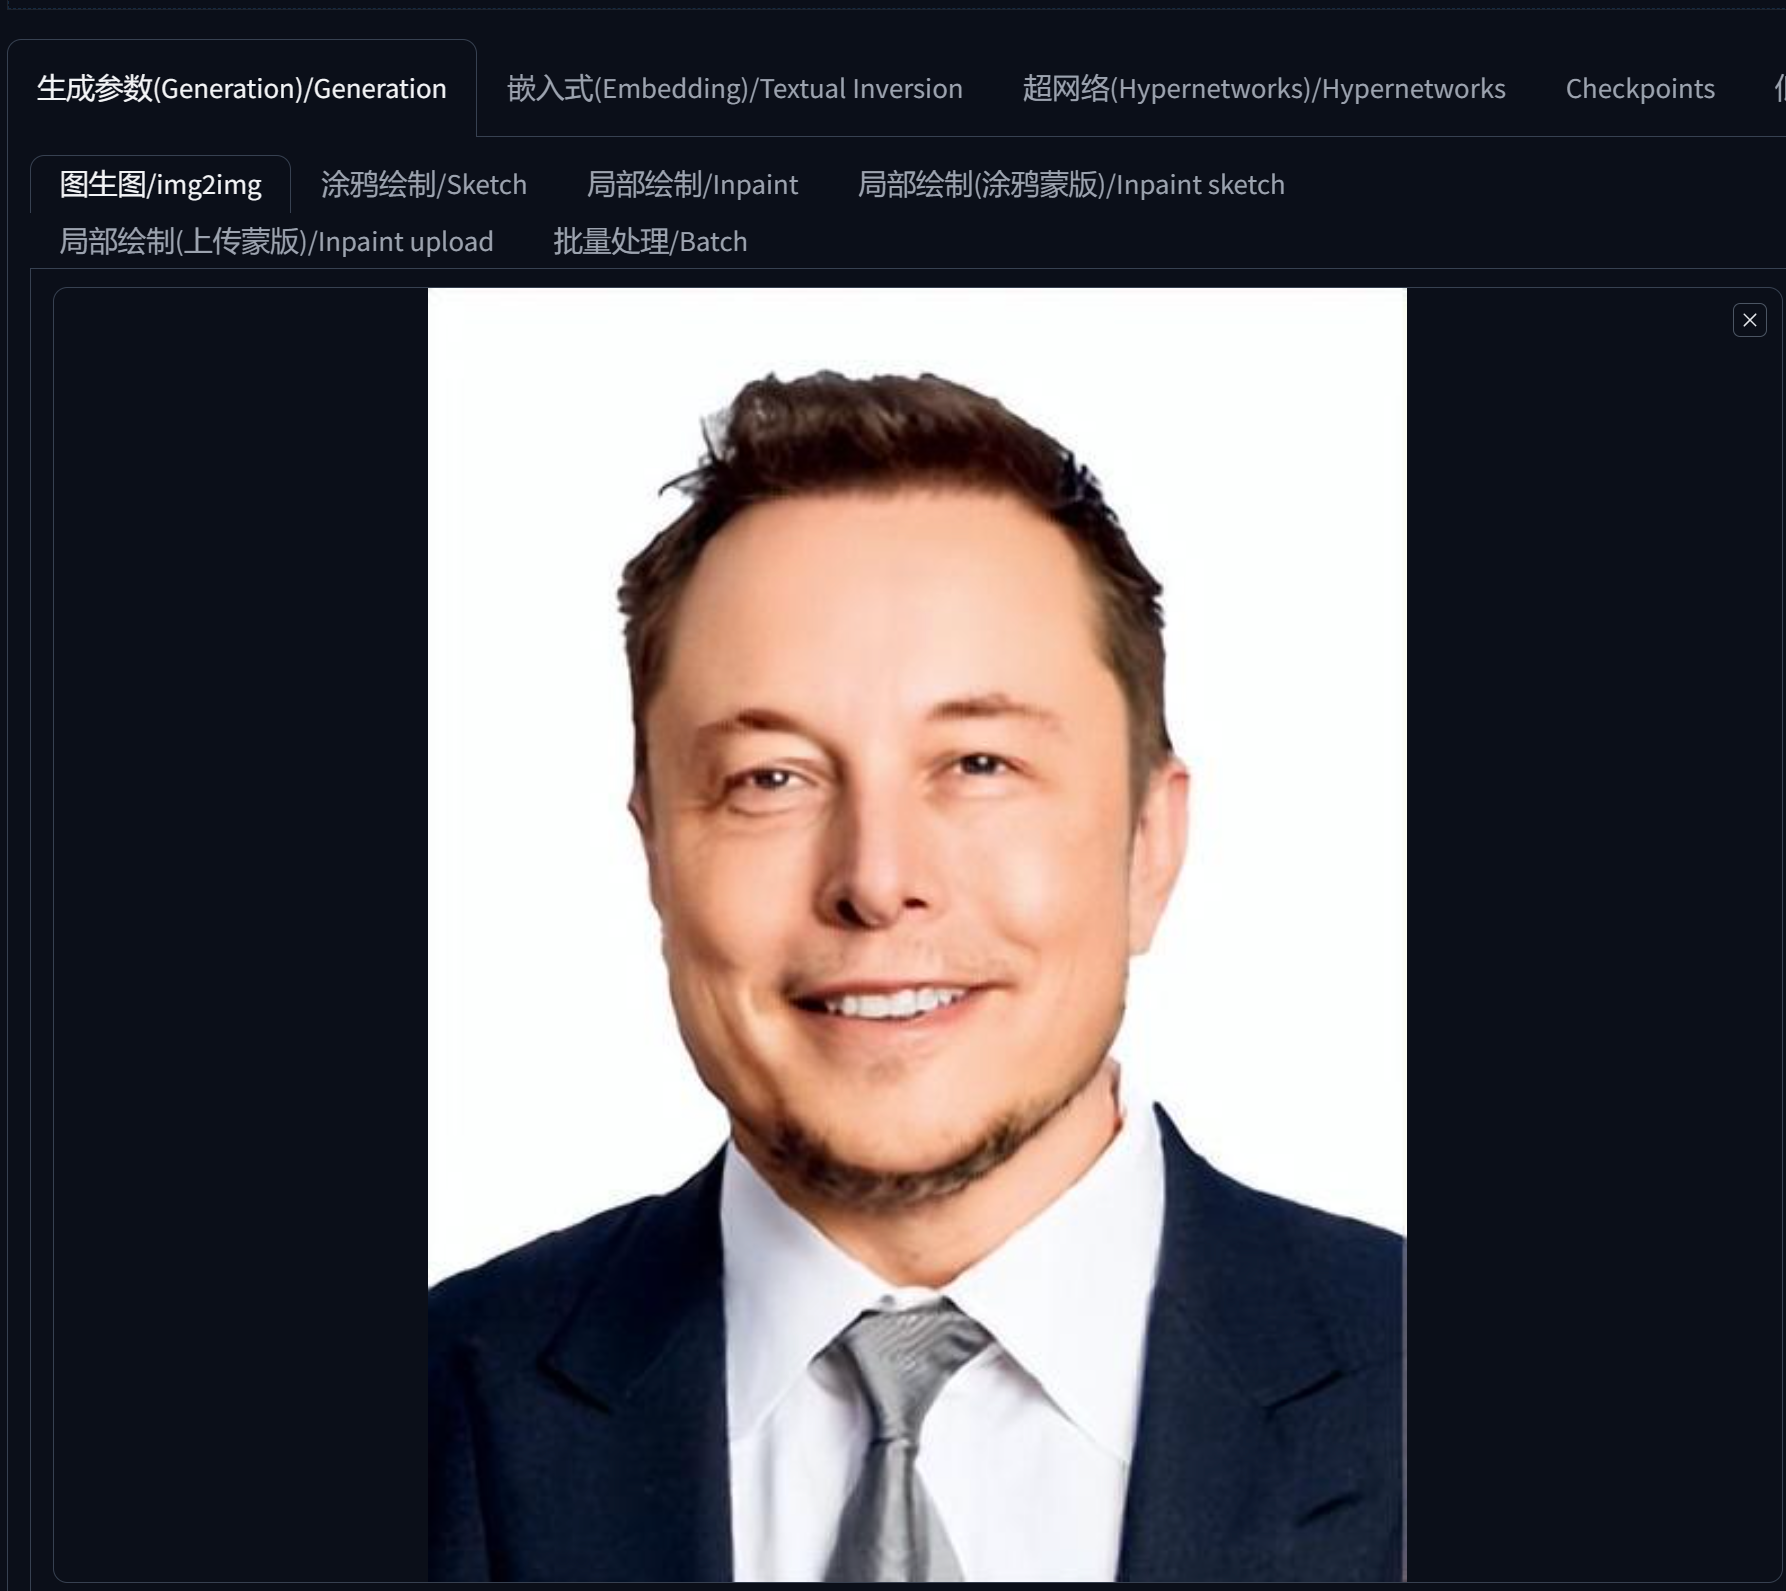 生成参数(Generation)/Generation 嵌入式(Embedding)/Textual Inversion 超网络(Hypernetworks)/Hypernetworks Checkpoints
图生图/img2img 涂鸦绘制/Sketch 局部绘制/Inpaint 局部绘制(涂鸦蒙版)/Inpaint sketch
局部绘制(上传蒙版)/Inpaint upload 批量处理/Batch